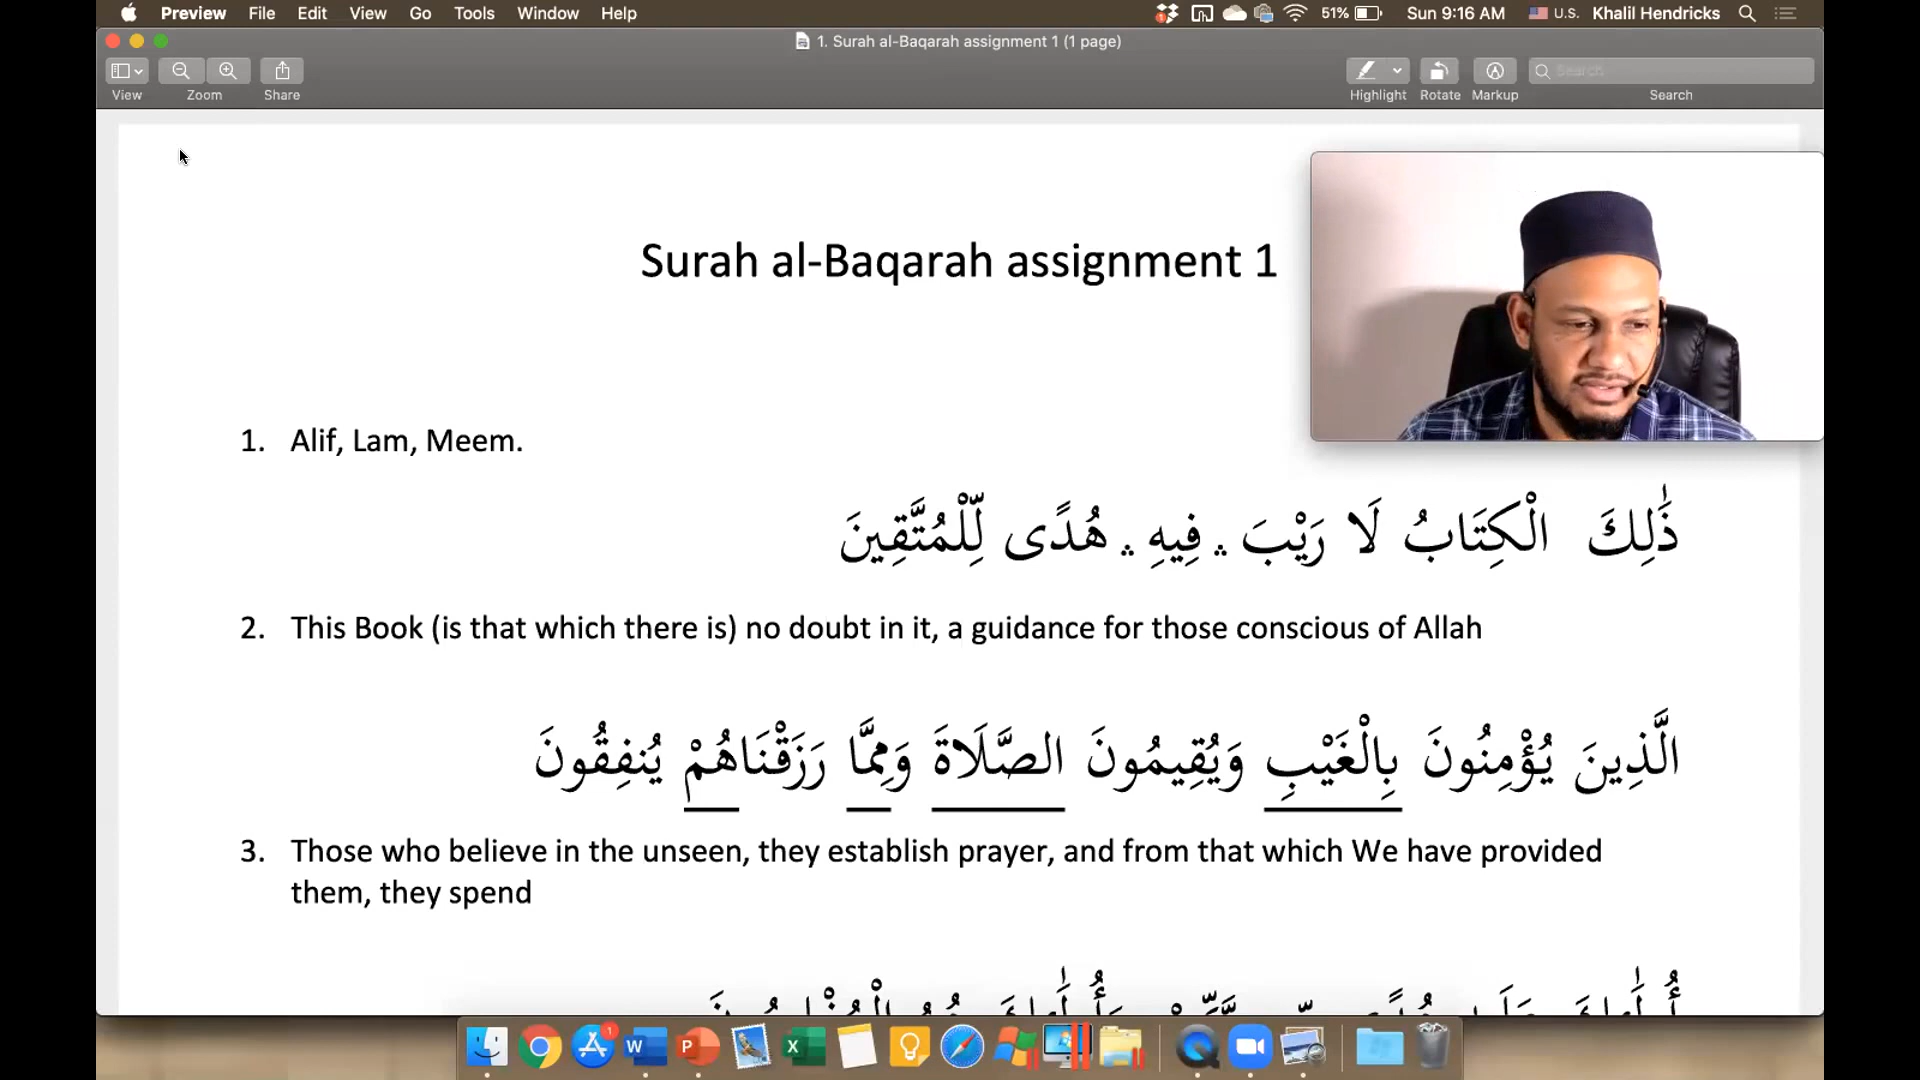 Preview File Edit View Go Tools Window Help 51% Sun 9:16 AM U.S. Khalil Hendricks
1. Surah al-Baqarah assignment 1 (1 page)
View Zoom Share Highlight Rotate Markup Search
Search
Surah al-Baqarah assignment 1
1. Alif, Lam, Meem.
ذَٰلِكَ الْكِتَابُ لَا رَيْبَ ۛ فِيهِ ۛ هُدًى لِّلْمُتَّقِينَ
2. This Book (is that which there is) no doubt in it, a guidance for those conscious of Allah
الَّذِينَ يُؤْمِنُونَ بِالْغَيْبِ وَيُقِيمُونَ الصَّلَاةَ وَمِمَّا رَزَقْنَاهُمْ يُنفِقُونَ
3. Those who believe in the unseen, they establish prayer, and from that which We have provided
them, they spend
1
W P X